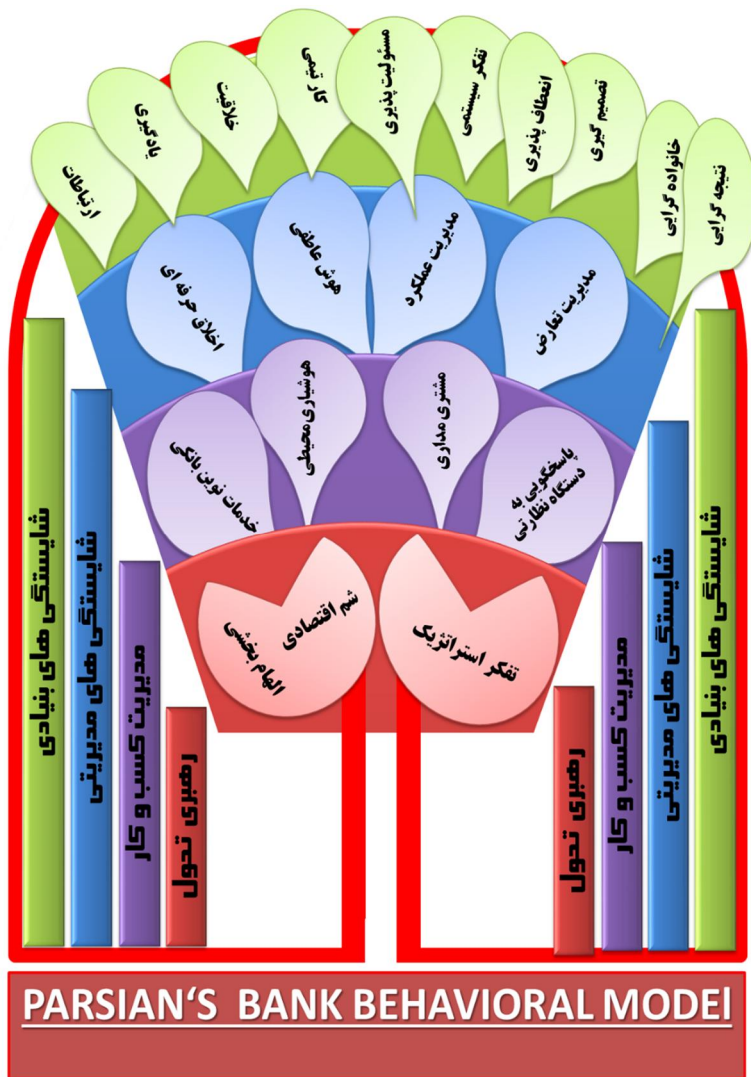 نتیجه گرایی
خانواده گرایی
تصمیم گیری
انعطاف پذیری
تفکر سیستمی
مسئولیت پذیری
کار
خلاقیت
یادگیری
ارتباطات
مدیریت تعارض
مدیریت عملکرد
هوش عاطفی
اخلاق حرفه ای
پاسخگویی به
دستگاه نظارتی
مشتری مداری
هوشیاری محیطی
خدمات نوین بانکی
تفکر استراتژیک
شم اقتصادی
الهام بخشی
شایستگی های بنیادی
شایستگی های مدیریتی
مدیریت کسب و کار
رهبری تحول
رهبری تحول
مدیریت کسب و کار
شایستگی های مدیریتی
شایستگی های بنیادی
PARSIAN‘S BANK BEHAVIORAL MODEl